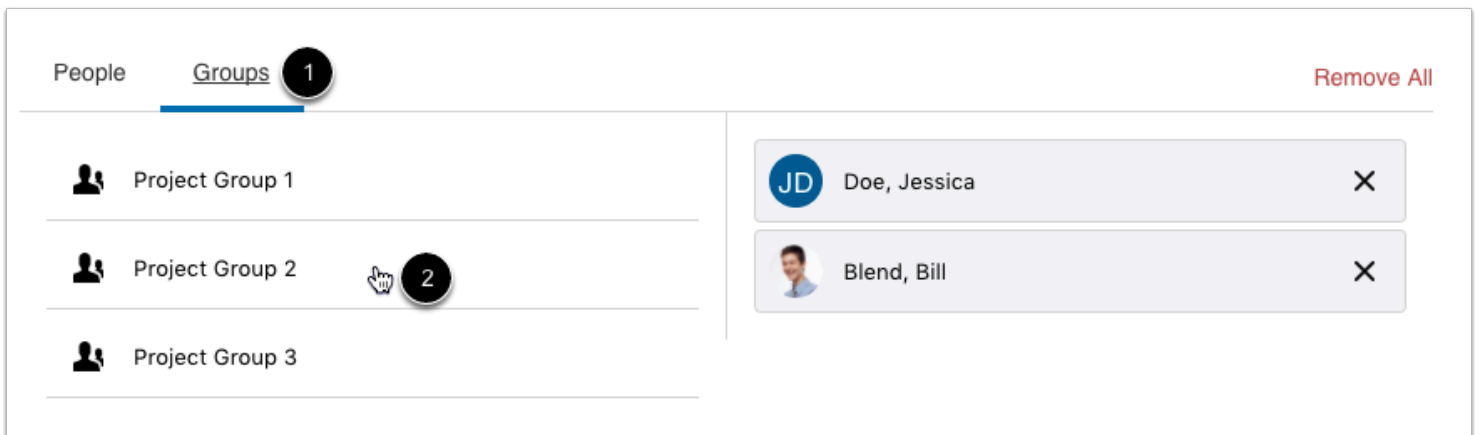 People Groups 1
Remove All
Project Group 1
Project Group 2 2
Project Group 3
JD Doe, Jessica
Blend, Bill